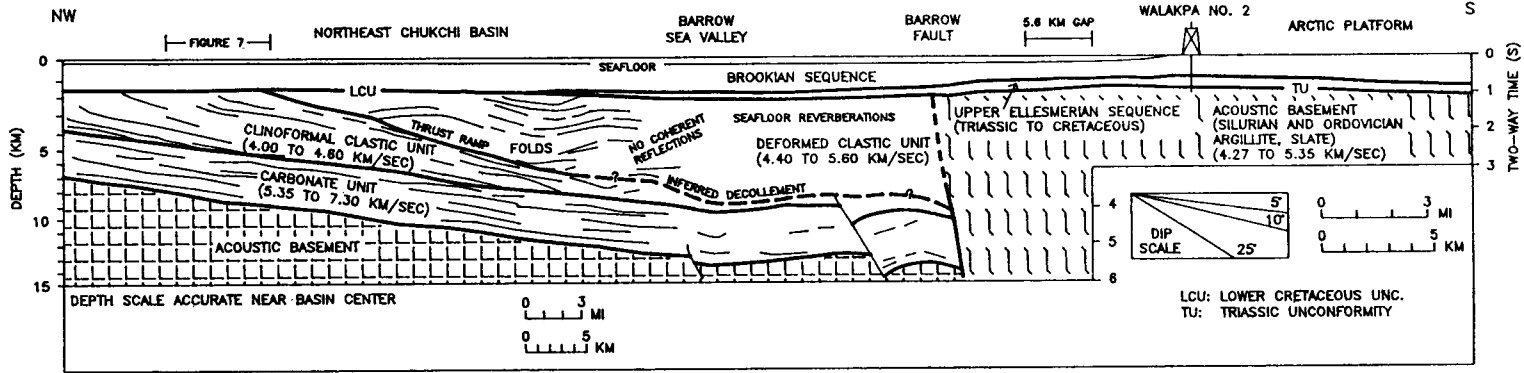 NW
NORTHEAST CHUKCHI BASIN
BARROW
SEA VALLEY
BARROW
FAULT
5.6 KM GAP
WALAKPA NO. 2
ARCTIC PLATFORM
S
FIGURE 7
SEAFLOOR
BROOKIAN SEQUENCE
LCU
TU
UPPER ELLESMERIAN SEQUENCE
(TRIASSIC TO CRETACEOUS)
ACOUSTIC BASEMENT
(SILURIAN AND ORDOVICIAN
ARGILLITE, SLATE)
(4.27 TO 5.35 KM/SEC)
SEAFLOOR REVERBERATIONS
DEFORMED CLASTIC UNIT
(4.40 TO 5.60 KM/SEC)
NO COHERENT
REFLECTIONS
THRUST RAMP
FOLDS
CLINOFORMAL CLASTIC UNIT
(4.00 TO 4.60 KM/SEC)
? INFERRED DECOLLEMENT ?
CARBONATE UNIT
(5.35 TO 7.30 KM/SEC)
ACOUSTIC BASEMENT
DEPTH (KM)
0
5
10
15
TWO-WAY TIME (S)
0
1
2
3
4
5
6
DIP
SCALE
5°
10°
25°
0 3
MI
0 5
KM
DEPTH SCALE ACCURATE NEAR BASIN CENTER
0 3
MI
0 5
KM
LCU: LOWER CRETACEOUS UNC.
TU: TRIASSIC UNCONFORMITY